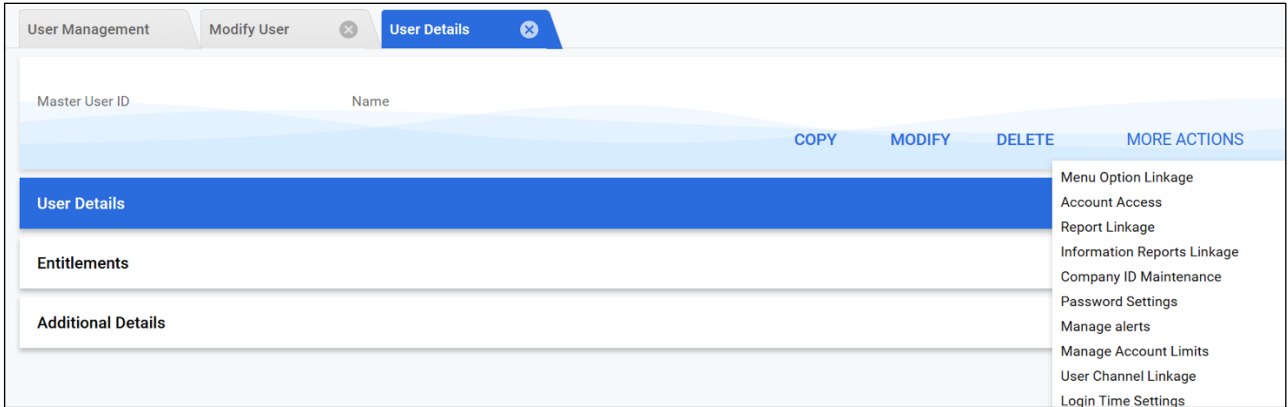 User Management Modify User User Details
Master User ID Name
COPY MODIFY DELETE MORE ACTIONS
Menu Option Linkage
User Details Account Access
Report Linkage
Entitlements Information Reports Linkage
Company ID Maintenance
Password Settings
Additional Details Manage alerts
Manage Account Limits
User Channel Linkage
Login Time Settings